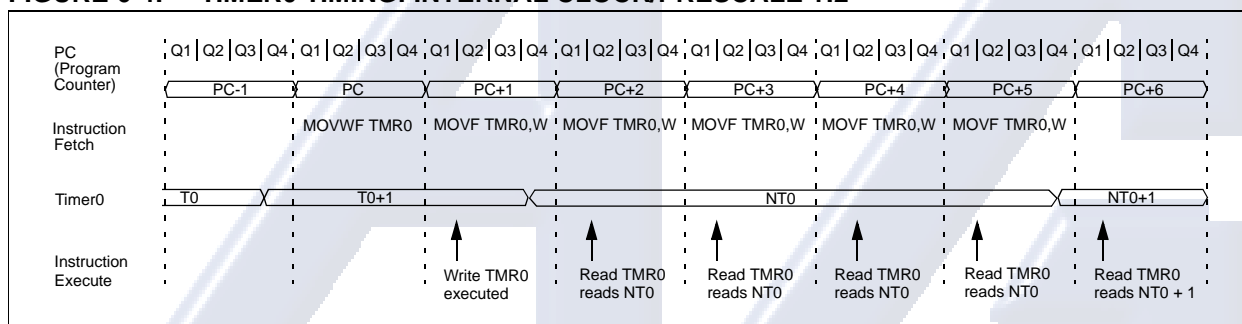 FIGURE 6-4: TIMER0 TIMING: INTERNAL CLOCK/PRESCALE 1:2
PC (Program Counter)
Q1 Q2 Q3 Q4 Q1 Q2 Q3 Q4 Q1 Q2 Q3 Q4 Q1 Q2 Q3 Q4 Q1 Q2 Q3 Q4 Q1 Q2 Q3 Q4 Q1 Q2 Q3 Q4 Q1 Q2 Q3 Q4
PC-1 PC PC+1 PC+2 PC+3 PC+4 PC+5 PC+6
Instruction Fetch
MOVWF TMR0 MOVF TMR0,W MOVF TMR0,W MOVF TMR0,W MOVF TMR0,W MOVF TMR0,W
Timer0
T0 T0+1 NT0 NT0+1
Instruction Execute
Write TMR0 executed
Read TMR0 reads NT0
Read TMR0 reads NT0
Read TMR0 reads NT0
Read TMR0 reads NT0
Read TMR0 reads NT0 + 1